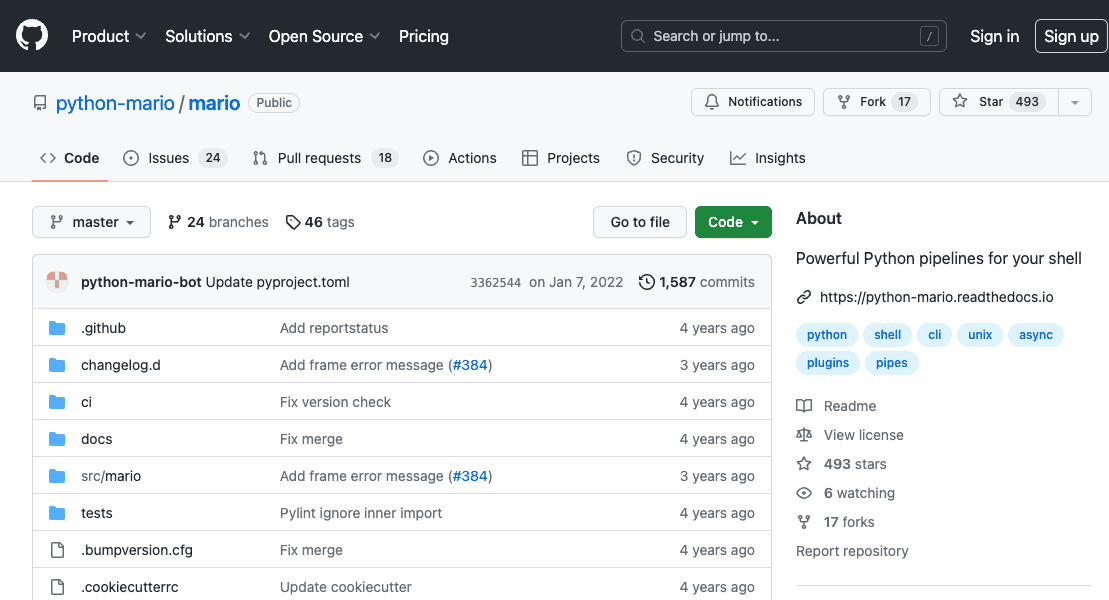 Product Solutions Open Source Pricing Search or jump to... / Sign in Sign up
python-mario / mario Public Notifications Fork 17 Star 493
Code Issues 24 Pull requests 18 Actions Projects Security Insights
master 24 branches 46 tags Go to file Code
python-mario-bot Update pyproject.toml 3362544 on Jan 7, 2022 1,587 commits
.github Add reportstatus 4 years ago
changelog.d Add frame error message (#384) 3 years ago
ci Fix version check 4 years ago
docs Fix merge 4 years ago
src/mario Add frame error message (#384) 3 years ago
tests Pylint ignore inner import 4 years ago
.bumpversion.cfg Fix merge 4 years ago
.cookiecutterrc Update cookiecutter 4 years ago
About
Powerful Python pipelines for your shell
https://python-mario.readthedocs.io
python shell cli unix async
plugins pipes
Readme
View license
493 stars
6 watching
17 forks
Report repository